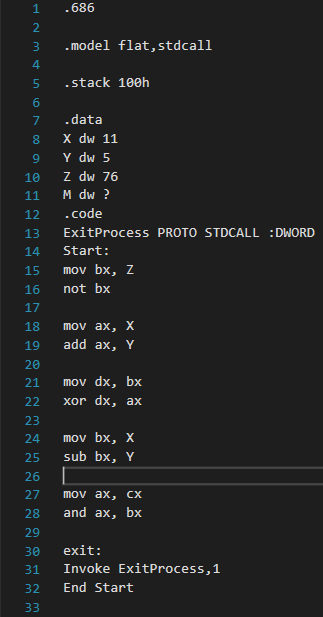 1 .686
2
3 .model flat,stdcall
4
5 .stack 100h
6
7 .data
8 X dw 11
9 Y dw 5
10 Z dw 76
11 M dw ?
12 .code
13 ExitProcess PROTO STDCALL :DWORD
14 Start:
15 mov bx, Z
16 not bx
17
18 mov ax, X
19 add ax, Y
20
21 mov dx, bx
22 xor dx, ax
23
24 mov bx, X
25 sub bx, Y
26
27 mov ax, cx
28 and ax, bx
29
30 exit:
31 Invoke ExitProcess,1
32 End Start
33